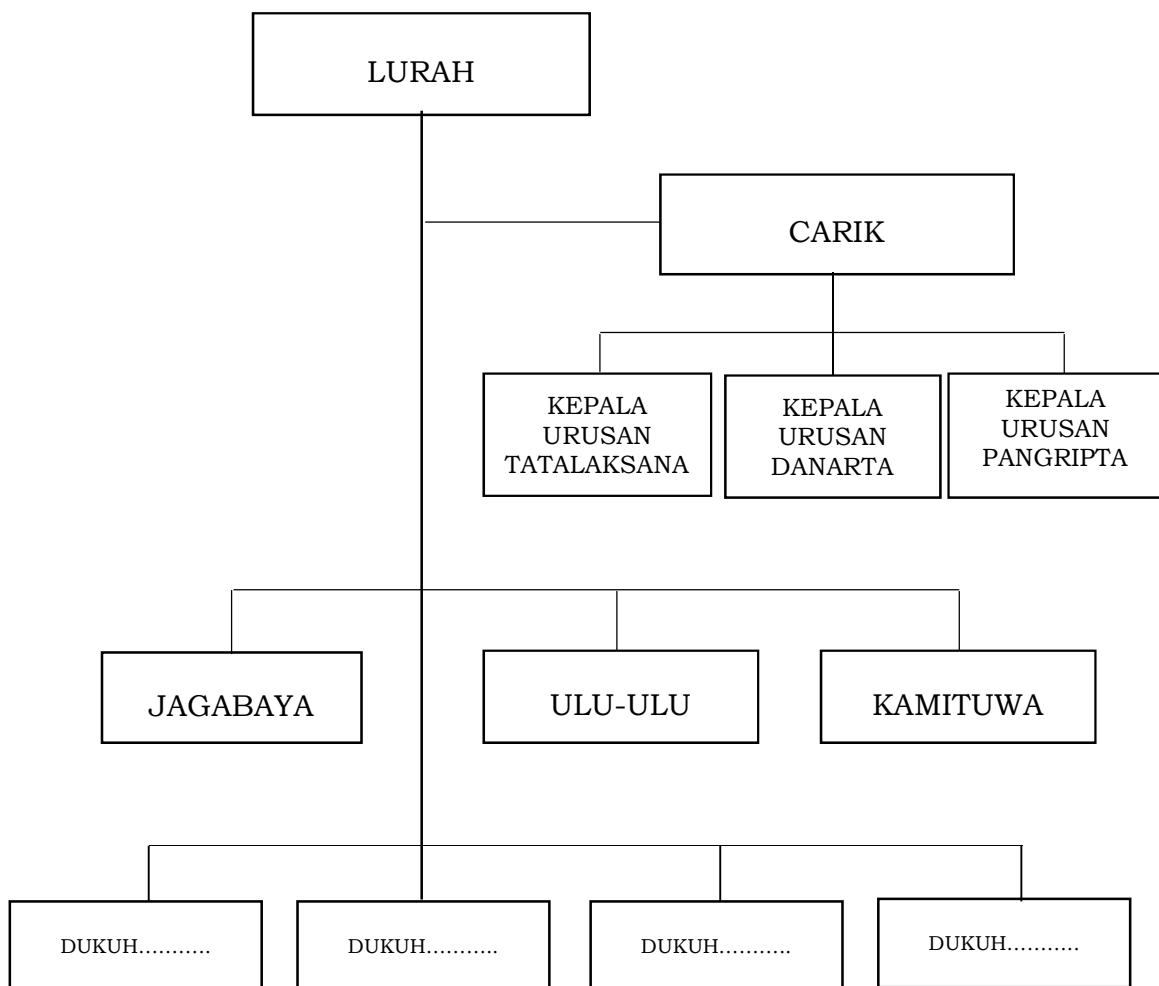 LURAH
CARIK
KEPALA
URUSAN
TATALAKSANA
KEPALA
URUSAN
DANARTA
KEPALA
URUSAN
PANGRIPTA
JAGABAYA
ULU-ULU
KAMITUWA
DUKUH...........
DUKUH...........
DUKUH...........
DUKUH...........